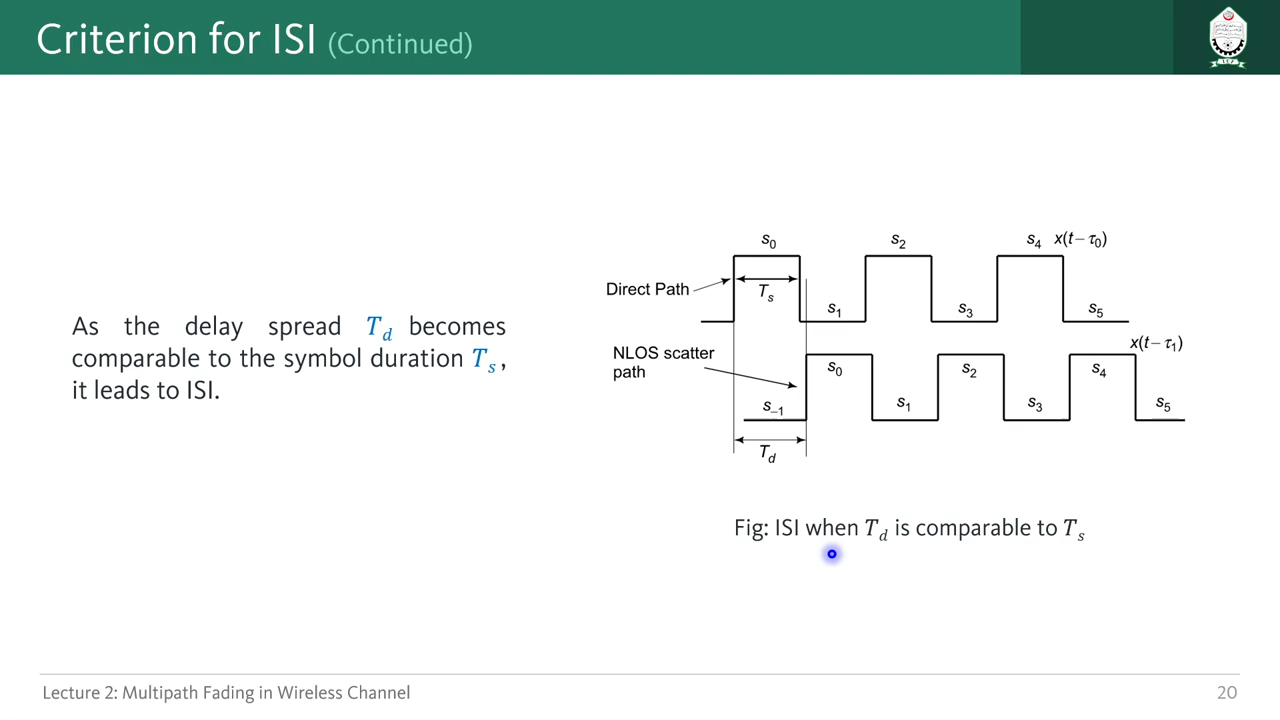 Criterion for ISI (Continued)
As the delay spread T_d becomes
comparable to the symbol duration T_s,
it leads to ISI.
s_0 s_2 s_4 x(t−τ_0)
Direct Path
T_s
s_1 s_3 s_5
x(t−τ_1)
NLOS scatter
path
s_0 s_2 s_4
s_−1 s_1 s_3 s_5
T_d
Fig: ISI when T_d is comparable to T_s
Lecture 2: Multipath Fading in Wireless Channel
20